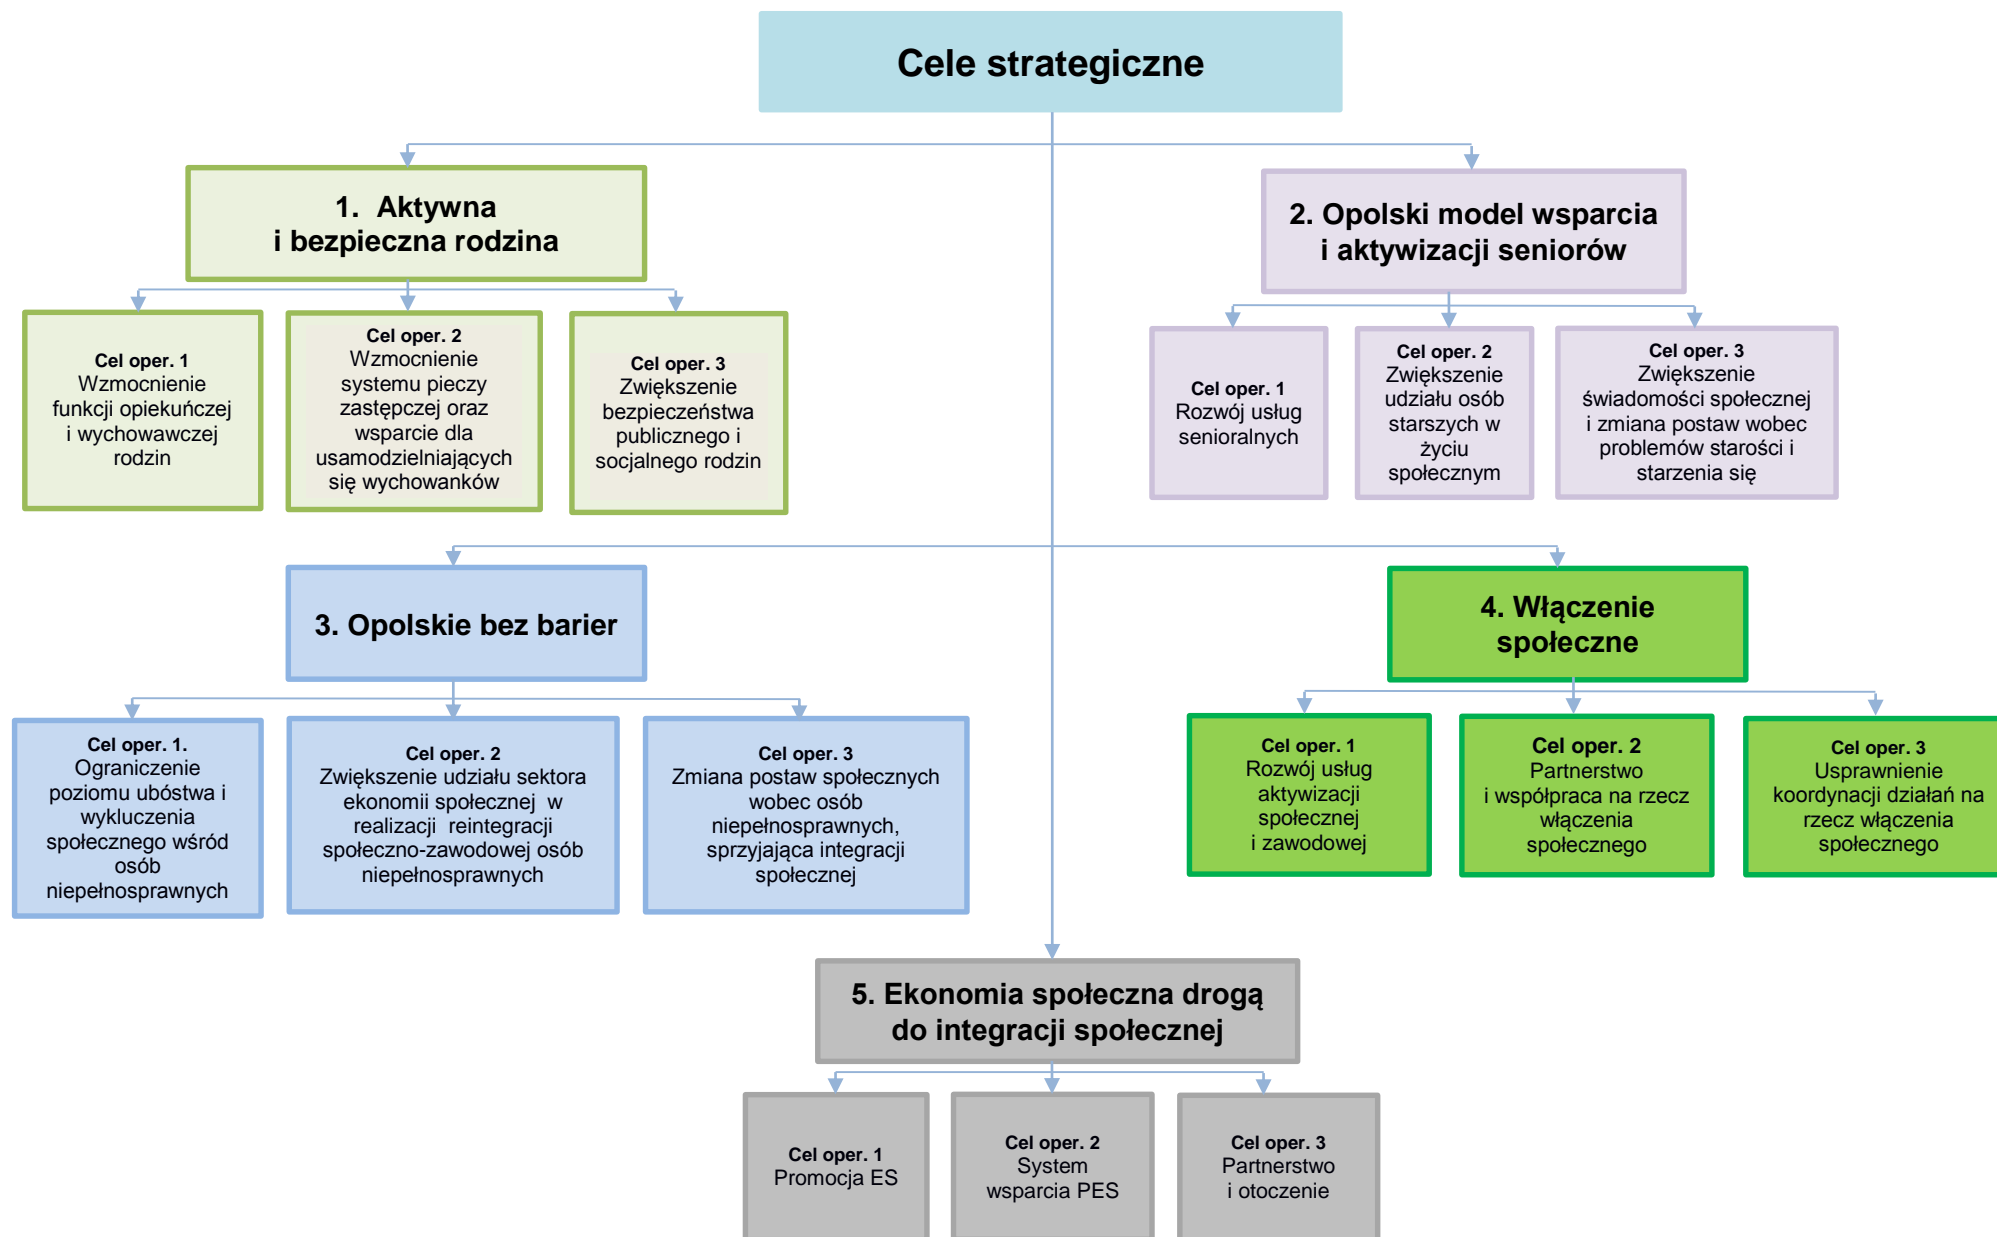 Cele strategiczne
1. Aktywna
i bezpieczna rodzina
2. Opolski model wsparcia
i aktywizacji seniorów
Cel oper. 1
Wzmocnienie
funkcji opiekuńczej
i wychowawczej
rodzin
Cel oper. 2
Wzmocnienie
systemu pieczy
zastępczej oraz
wsparcie dla
usamodzielniających
się wychowanków
Cel oper. 3
Zwiększenie
bezpieczeństwa
publicznego i
socjalnego rodzin
Cel oper. 1
Rozwój usług
senioralnych
Cel oper. 2
Zwiększenie
udziału osób
starszych w
życiu
społecznym
Cel oper. 3
Zwiększenie
świadomości społecznej
i zmiana postaw wobec
problemów starości i
starzenia się
3. Opolskie bez barier
4. Włączenie
społeczne
Cel oper. 1.
Ograniczenie
poziomu ubóstwa i
wykluczenia
społecznego wśród
osób
niepełnosprawnych
Cel oper. 2
Zwiększenie udziału sektora
ekonomii społecznej w
realizacji reintegracji
społeczno-zawodowej osób
niepełnosprawnych
Cel oper. 3
Zmiana postaw społecznych
wobec osób
niepełnosprawnych,
sprzyjająca integracji
społecznej
Cel oper. 1
Rozwój usług
aktywizacji
społecznej
i zawodowej
Cel oper. 2
Partnerstwo
i współpraca na rzecz
włączenia
społecznego
Cel oper. 3
Usprawnienie
koordynacji działań na
rzecz włączenia
społecznego
5. Ekonomia społeczna drogą
do integracji społecznej
Cel oper. 1
Promocja ES
Cel oper. 2
System
wsparcia PES
Cel oper. 3
Partnerstwo
i otoczenie